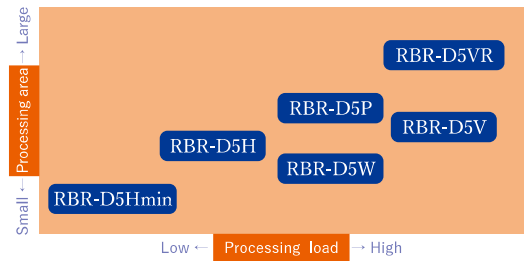 Small ← Processing area → Large
RBR-D5VR
RBR-D5P
RBR-D5V
RBR-D5H
RBR-D5W
RBR-D5Hmin
Low ← Processing load → High